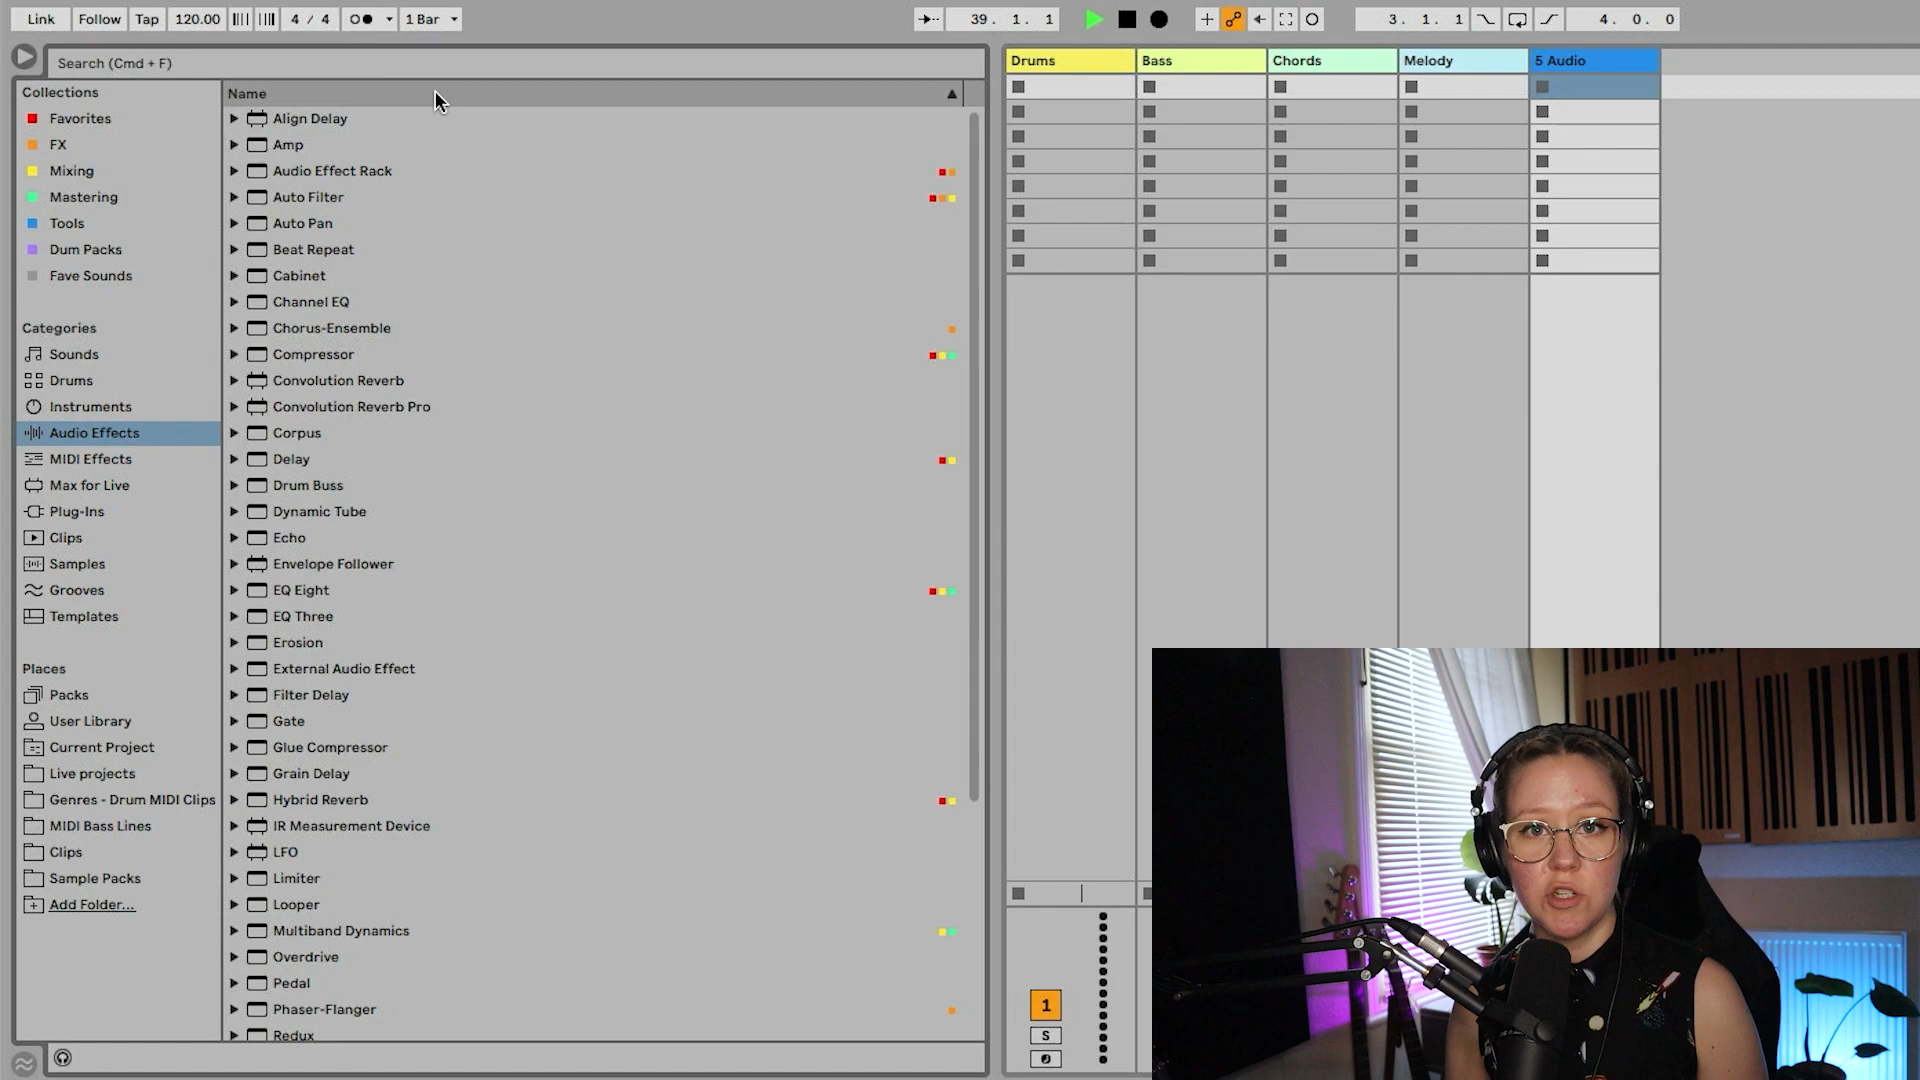 Link Follow Tap 120.00 4 / 4 1 Bar 39. 1. 1 3. 1. 1 4. 0. 0
Search (Cmd + F)
Collections
Favorites
FX
Mixing
Mastering
Tools
Dum Packs
Fave Sounds
Categories
Sounds
Drums
Instruments
Audio Effects
MIDI Effects
Max for Live
Plug-Ins
Clips
Samples
Grooves
Templates
Places
Packs
User Library
Current Project
Live projects
Genres - Drum MIDI Clips
MIDI Bass Lines
Clips
Sample Packs
Add Folder...
Name
Align Delay
Amp
Audio Effect Rack
Auto Filter
Auto Pan
Beat Repeat
Cabinet
Channel EQ
Chorus-Ensemble
Compressor
Convolution Reverb
Convolution Reverb Pro
Corpus
Delay
Drum Buss
Dynamic Tube
Echo
Envelope Follower
EQ Eight
EQ Three
Erosion
External Audio Effect
Filter Delay
Gate
Glue Compressor
Grain Delay
Hybrid Reverb
IR Measurement Device
LFO
Limiter
Looper
Multiband Dynamics
Overdrive
Pedal
Phaser-Flanger
Redux
Drums Bass Chords Melody 5 Audio
1
S